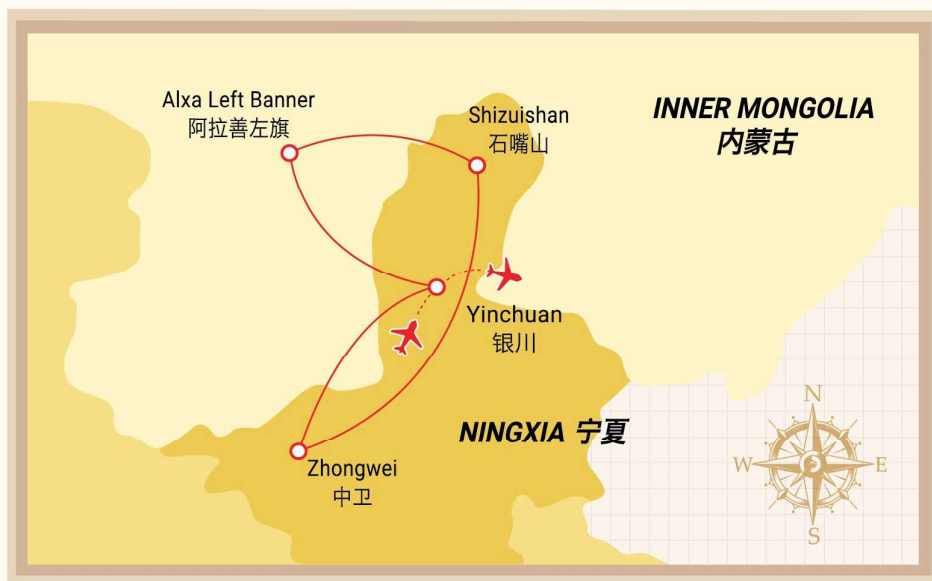 Alxa Left Banner
阿拉善左旗
Shizuishan
石嘴山
INNER MONGOLIA
内蒙古
Yinchuan
银川
NINGXIA 宁夏
Zhongwei
中卫
N
W
E
S